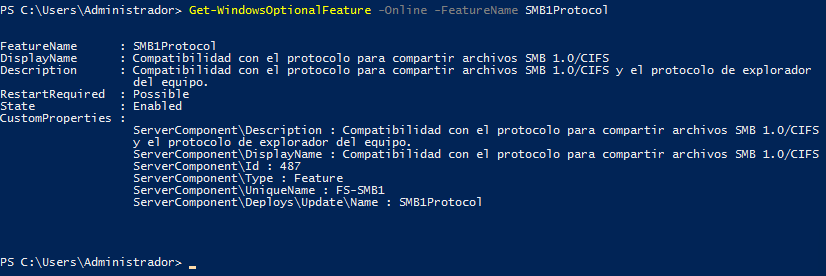 PS C:\Users\Administrador> Get-WindowsOptionalFeature -Online -FeatureName SMB1Protocol
FeatureName      : SMB1Protocol
DisplayName      : Compatibilidad con el protocolo para compartir archivos SMB 1.0/CIFS
Description      : Compatibilidad con el protocolo para compartir archivos SMB 1.0/CIFS y el protocolo de explorador
                   del equipo.
RestartRequired  : Possible
State            : Enabled
CustomProperties :
                   ServerComponent\Description : Compatibilidad con el protocolo para compartir archivos SMB 1.0/CIFS
                   y el protocolo de explorador del equipo.
                   ServerComponent\DisplayName : Compatibilidad con el protocolo para compartir archivos SMB 1.0/CIFS
                   ServerComponent\Id : 487
                   ServerComponent\Type : Feature
                   ServerComponent\UniqueName : FS-SMB1
                   ServerComponent\Deploys\Update\Name : SMB1Protocol
PS C:\Users\Administrador> _